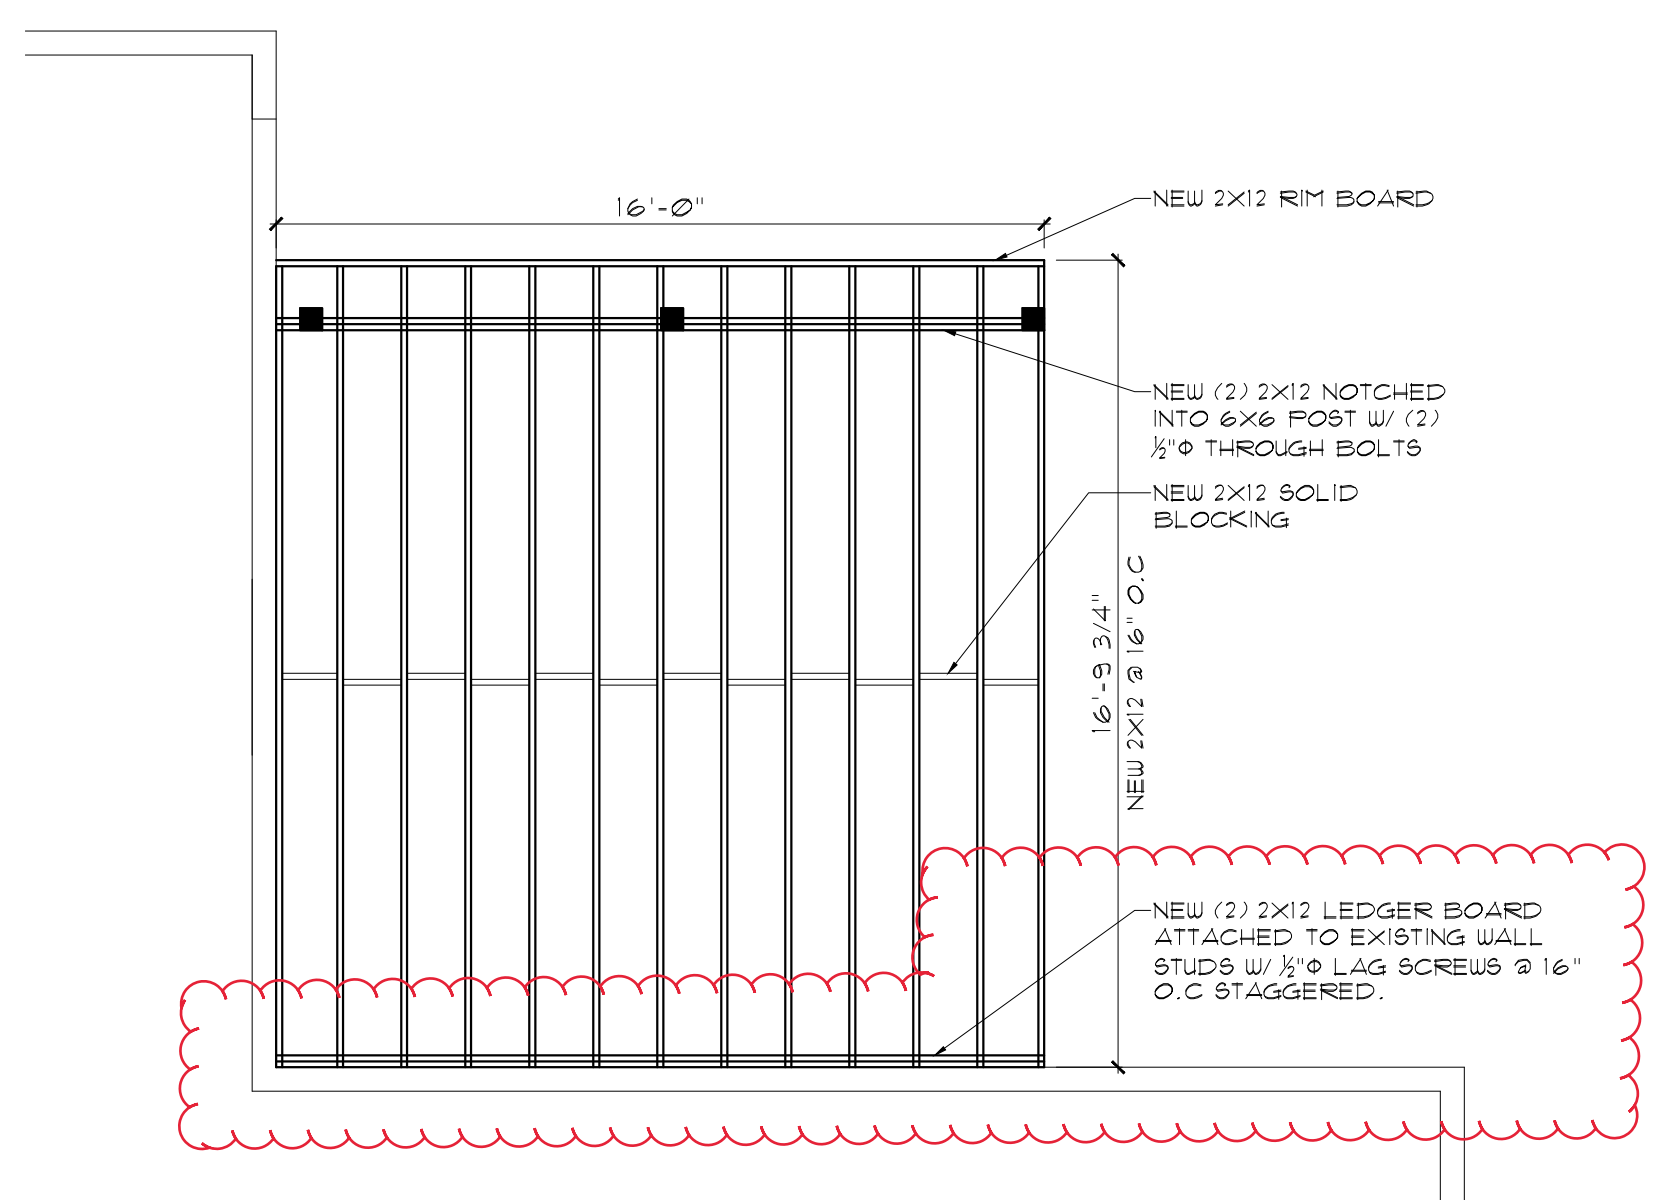 16'-0"
NEW 2X12 RIM BOARD
NEW (2) 2X12 NOTCHED
INTO 6X6 POST W/ (2)
½"Φ THROUGH BOLTS
NEW 2X12 SOLID
BLOCKING
16'-9 3/4"
NEW 2X12 @ 16" O.C
NEW (2) 2X12 LEDGER BOARD
ATTACHED TO EXISTING WALL
STUDS W/ ½"Φ LAG SCREWS @ 16"
O.C STAGGERED.